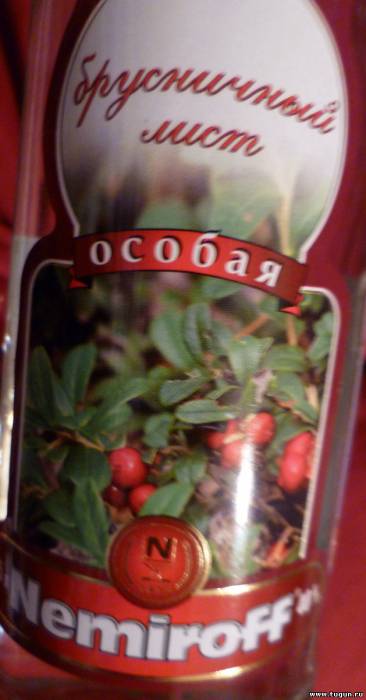 брусничный
лист
особая
N
Nemiroff
www.tugun.ru